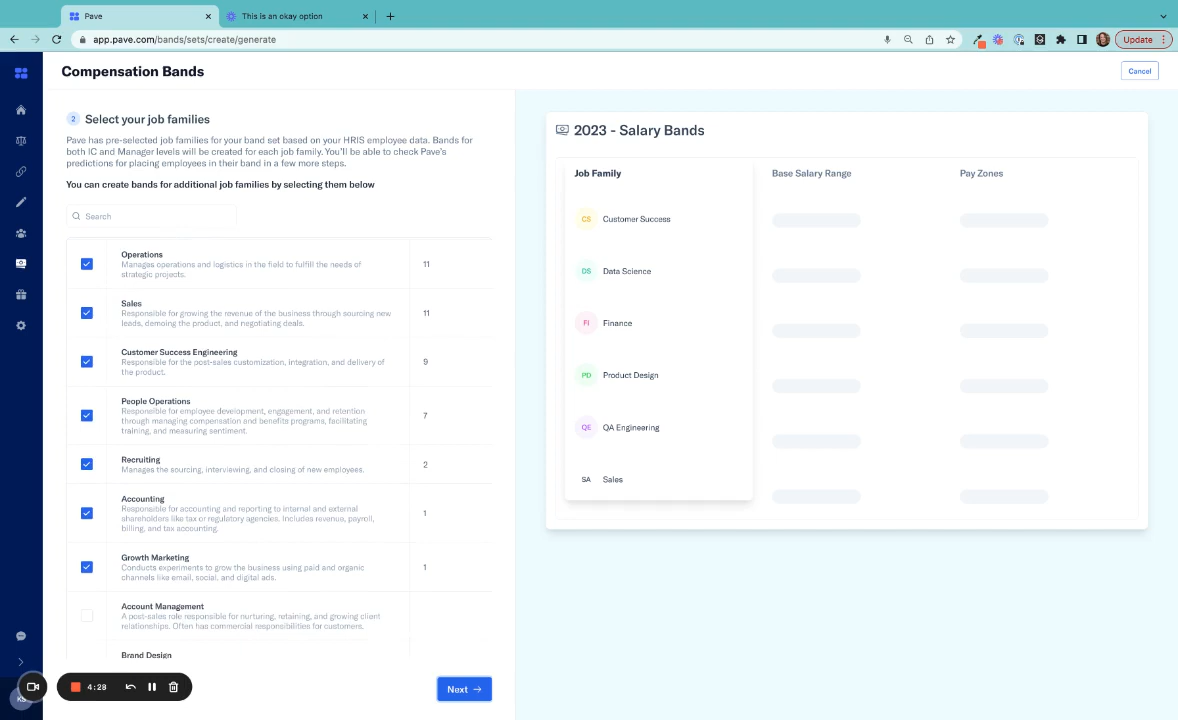 Pave
This is an okay option
app.pave.com/bands/sets/create/generate
Update
Compensation Bands
Cancel
2 Select your job families
Pave has pre-selected job families for your band set based on your HRIS employee data. Bands for
both IC and Manager levels will be created for each job family. You'll be able to check Pave's
predictions for placing employees in their band in a few more steps.
You can create bands for additional job families by selecting them below
Search
Operations
Manages operations and logistics in the field to fulfill the needs of
strategic projects.
11
Sales
Responsible for growing the revenue of the business through sourcing new
leads, demoing the product, and negotiating deals.
11
Customer Success Engineering
Responsible for the post-sales customization, integration, and delivery of
the product.
9
People Operations
Responsible for employee development, engagement, and retention
through managing compensation and benefits programs, facilitating
training, and measuring sentiment.
7
Recruiting
Manages the sourcing, interviewing, and closing of new employees.
2
Accounting
Responsible for accounting and reporting to internal and external
shareholders like tax or regulatory agencies. Includes revenue, payroll,
billing, and tax accounting.
1
Growth Marketing
Conducts experiments to grow the business using paid and organic
channels like email, social, and digital ads.
1
Account Management
A post-sales role responsible for nurturing, retaining, and growing client
relationships. Often has commercial responsibilities for customers.
Brand Design
4:28
Next
2023 - Salary Bands
Job Family
Base Salary Range
Pay Zones
CS Customer Success
DS Data Science
FI Finance
PD Product Design
QE QA Engineering
SA Sales